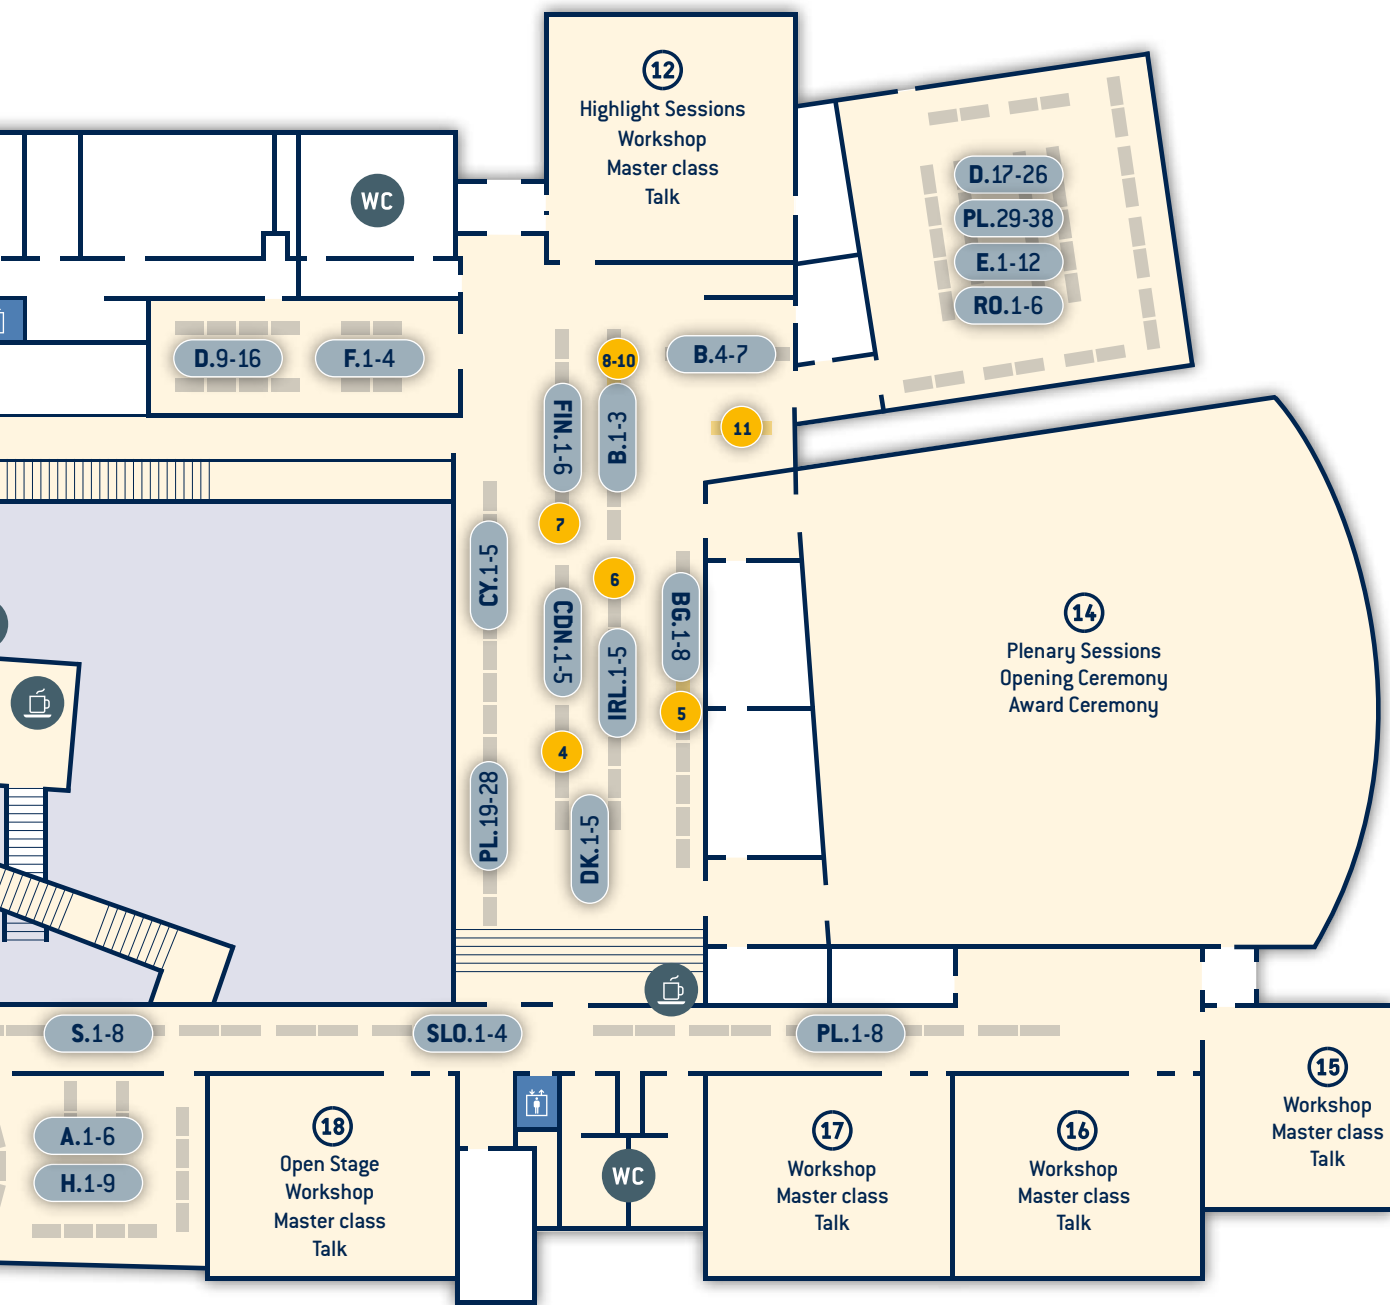 12
Highlight Sessions
Workshop
Master class
Talk
WC
D.17-26
PL.29-38
E.1-12
RO.1-6
D.9-16
F.1-4
8-10
B.4-7
FIN.1-6
B.1-3
11
7
CY.1-5
6
CDN.1-5
BG.1-8
IRL.1-5
5
4
PL.19-28
DK.1-5
14
Plenary Sessions
Opening Ceremony
Award Ceremony
S.1-8
SLO.1-4
PL.1-8
A.1-6
H.1-9
18
Open Stage
Workshop
Master class
Talk
WC
17
Workshop
Master class
Talk
16
Workshop
Master class
Talk
15
Workshop
Master class
Talk